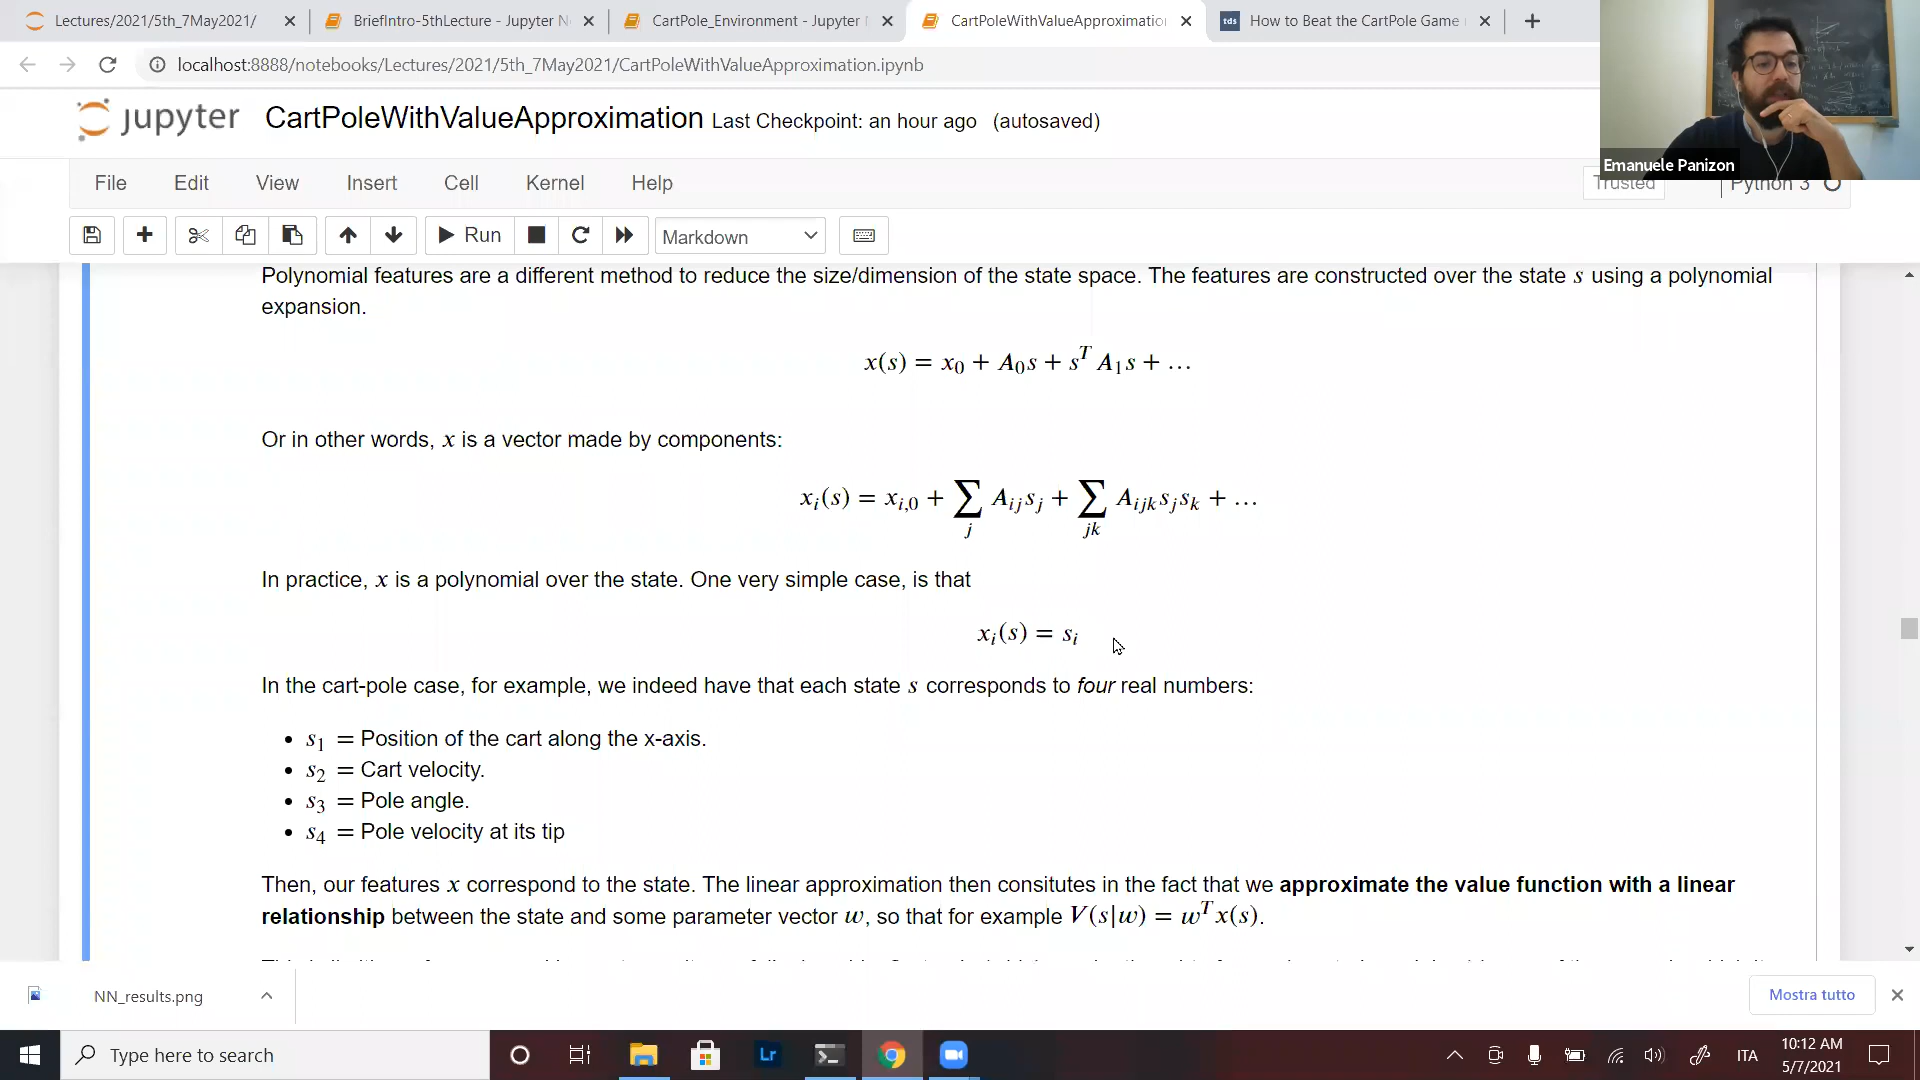 Lectures/2021/5th_7May2021/
BriefIntro-5thLecture - Jupyter N
CartPole_Environment - Jupyter
CartPoleWithValueApproximatio
How to Beat the CartPole Game
localhost:8888/notebooks/Lectures/2021/5th_7May2021/CartPoleWithValueApproximation.ipynb
jupyter CartPoleWithValueApproximation Last Checkpoint: an hour ago (autosaved)
Emanuele Panizon
File Edit View Insert Cell Kernel Help
Trusted Python 3
Run Markdown
Polynomial features are a different method to reduce the size/dimension of the state space. The features are constructed over the state s using a polynomial
expansion.
x(s) = x₀ + A₀s + sᵀA₁s + …
Or in other words, x is a vector made by components:
xᵢ(s) = xᵢ,₀ + ∑ⱼ Aᵢⱼsⱼ + ∑ⱼₖ Aᵢⱼₖsⱼsₖ + …
In practice, x is a polynomial over the state. One very simple case, is that
xᵢ(s) = sᵢ
In the cart-pole case, for example, we indeed have that each state s corresponds to four real numbers:
• s₁ = Position of the cart along the x-axis.
• s₂ = Cart velocity.
• s₃ = Pole angle.
• s₄ = Pole velocity at its tip
Then, our features x correspond to the state. The linear approximation then consitutes in the fact that we approximate the value function with a linear
relationship between the state and some parameter vector w, so that for example V(s|w) = wᵀx(s).
NN_results.png
Mostra tutto
Type here to search
Lr
ITA
10:12 AM
5/7/2021